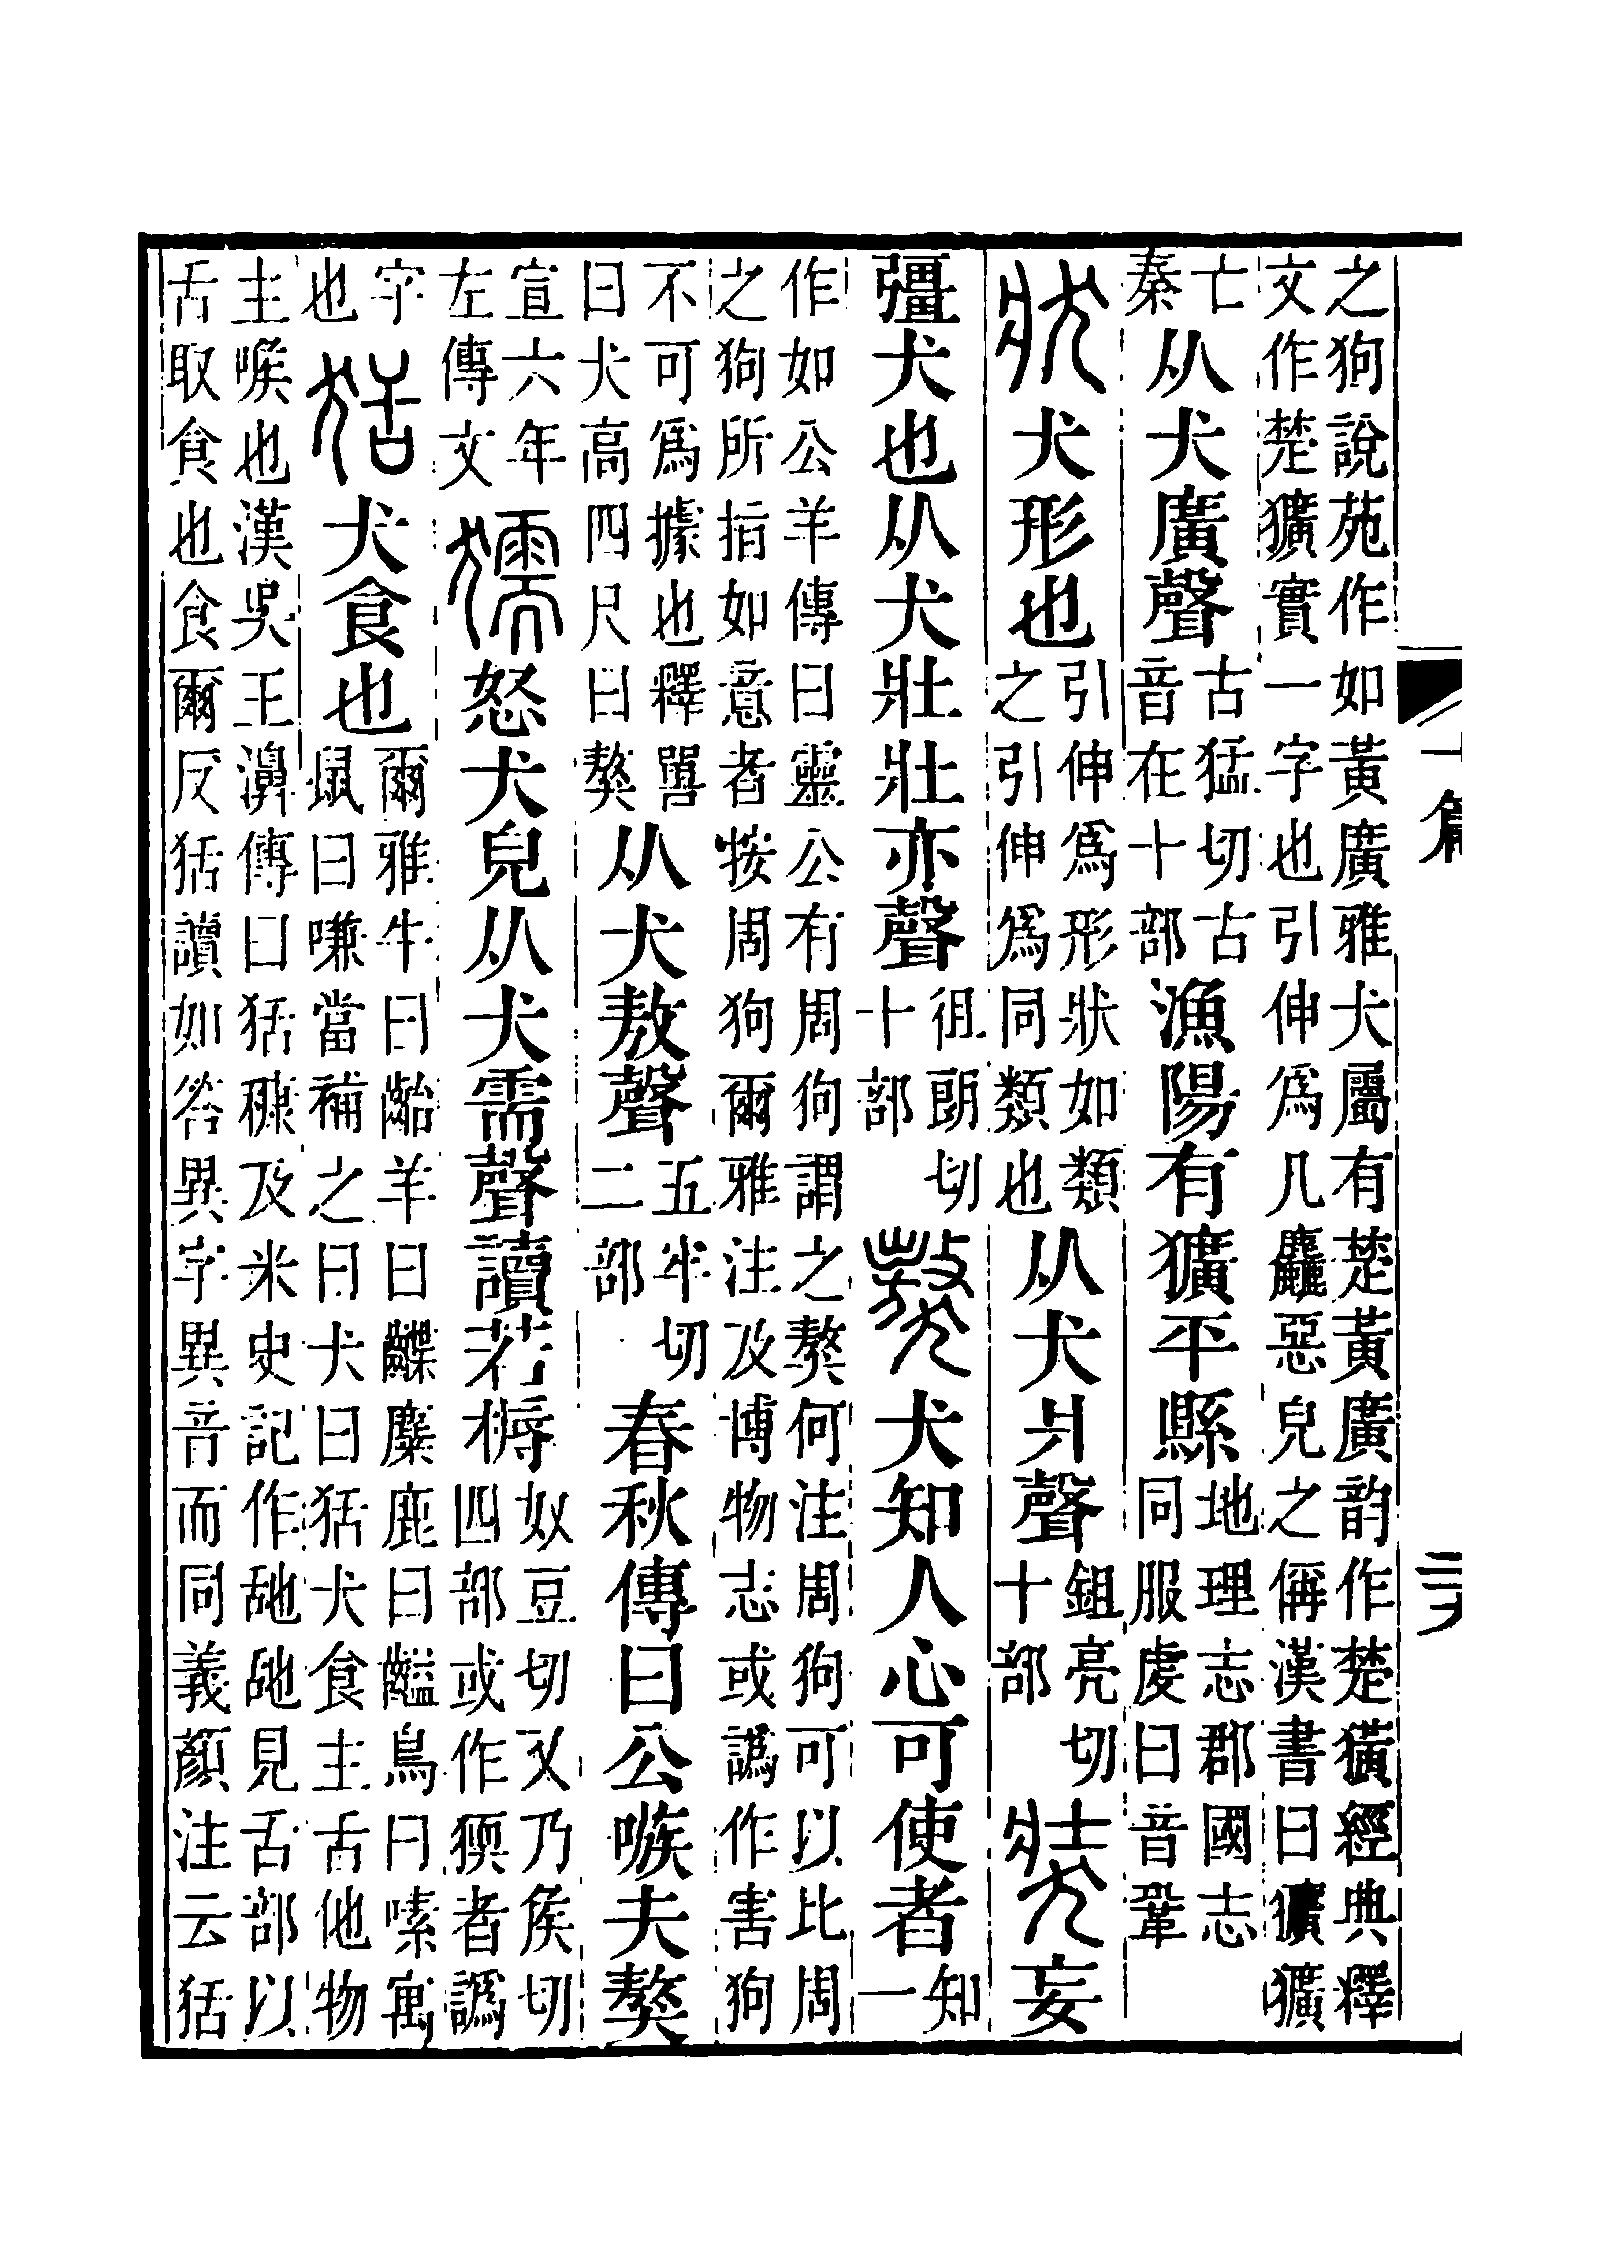 之狗說苑作如黃廣雅犬屬有楚黃廣韵作楚獚經典釋
文作楚獷實一字也引伸爲凡麤惡皃之偁漢書曰獷獷
亡
秦
从犬廣聲
古猛切古
音在十部
漁陽有獷平縣
地理志郡國志
同服虔曰音鞏
狀犬形也
引伸爲形狀如類
之引伸爲同類也
从犬爿聲
鉏亮切
十部
奘妄
彊犬也从犬壯壯亦聲
徂朗切
十部
獒犬知人心可使者
知
一
作如公羊傳曰靈公有周狗謂之獒何注周狗可以比周
之狗所指如意者按周狗爾雅注及博物志或譌作害狗
不可爲據也釋嘼
曰犬高四尺曰獒
从犬敖聲
五牢切
二部
春秋傳曰公嗾夫獒
宣六年
左傳文
獳怒犬皃从犬需聲讀若槈
奴豆切又乃矦切
四部或作㹽者譌
字
也
狧犬食也
爾雅牛曰齝羊曰齥麋鹿曰齸鳥曰嗉寓
鼠曰嗛當補之曰犬曰狧犬食主舌他物
主㗋也漢吳王濞傳曰狧穅及米史記作䑛䑛見舌部以
舌取食也食爾反狧讀如荅異字異音而同義顏注云狧
十篇